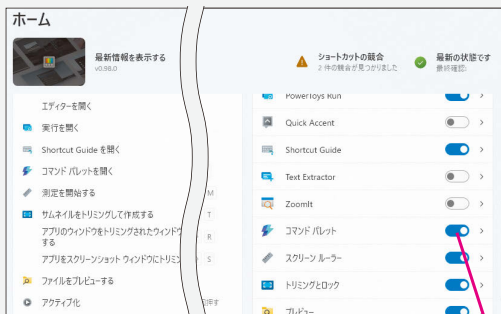 ホーム
最新情報を表示する
v0.98.0
ショートカットの競合
2 件の競合が見つかりました
最新の状態です
最終確認:
エディターを開く
実行を開く
Shortcut Guide を開く
コマンド パレットを開く
測定を開始する
M
サムネイルをトリミングして作成する
T
アプリのウィンドウをトリミングされたウィンドウ
する
R
アプリをスクリーンショット ウィンドウにトリミ
S
ファイルをプレビューする
アクティブ化
押す
PowerToys Run
Quick Accent
Shortcut Guide
Text Extractor
ZoomIt
コマンド パレット
スクリーン ルーラー
トリミングとロック
プレビュー